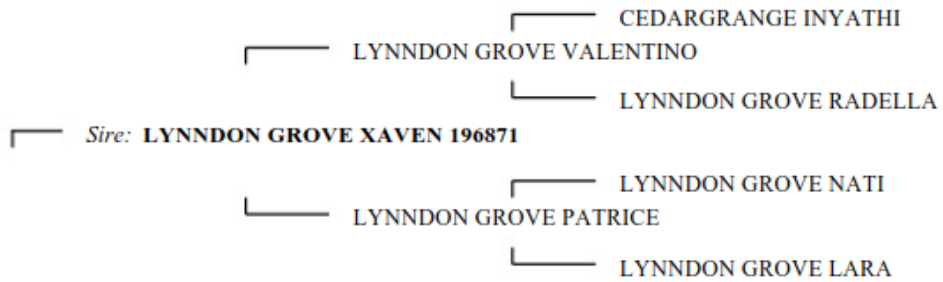 CEDARGRANGE INYATHI
LYNNDON GROVE VALENTINO
LYNNDON GROVE RADELLA
Sire: LYNNDON GROVE XAVEN 196871
LYNNDON GROVE NATI
LYNNDON GROVE PATRICE
LYNNDON GROVE LARA